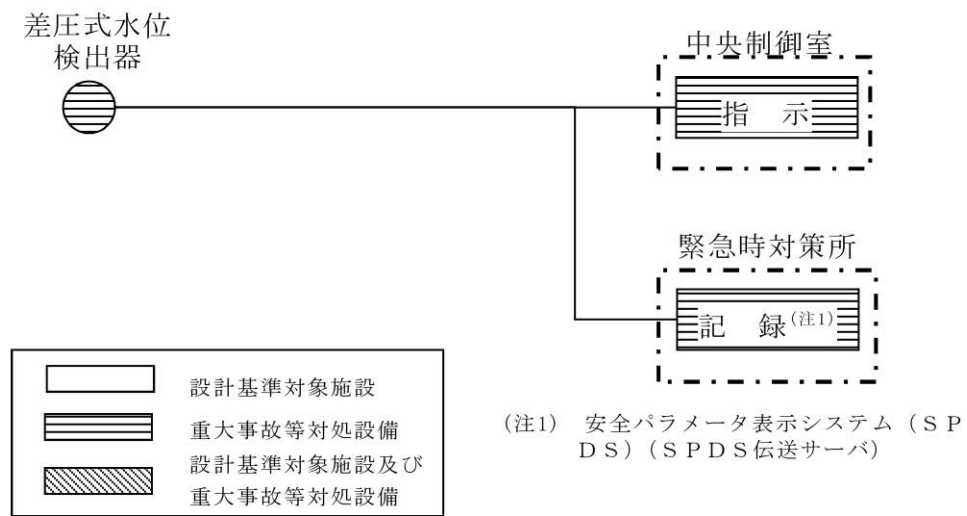 差圧式水位
検出器
中央制御室
指　示
緊急時対策所
記　録(注1)
設計基準対象施設
重大事故等対処設備
設計基準対象施設及び
重大事故等対処設備
(注1)　安全パラメータ表示システム（ＳＰ
ＤＳ）（ＳＰＤＳ伝送サーバ）